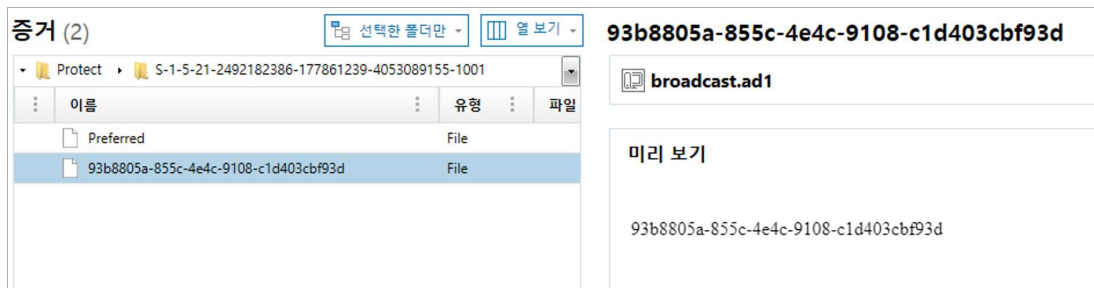 증거 (2)
선택한 폴더만
열 보기
Protect
S-1-5-21-2492182386-177861239-4053089155-1001
이름
유형
파일
Preferred
File
93b8805a-855c-4e4c-9108-c1d403cbf93d
File
93b8805a-855c-4e4c-9108-c1d403cbf93d
broadcast.ad1
미리 보기
93b8805a-855c-4e4c-9108-c1d403cbf93d